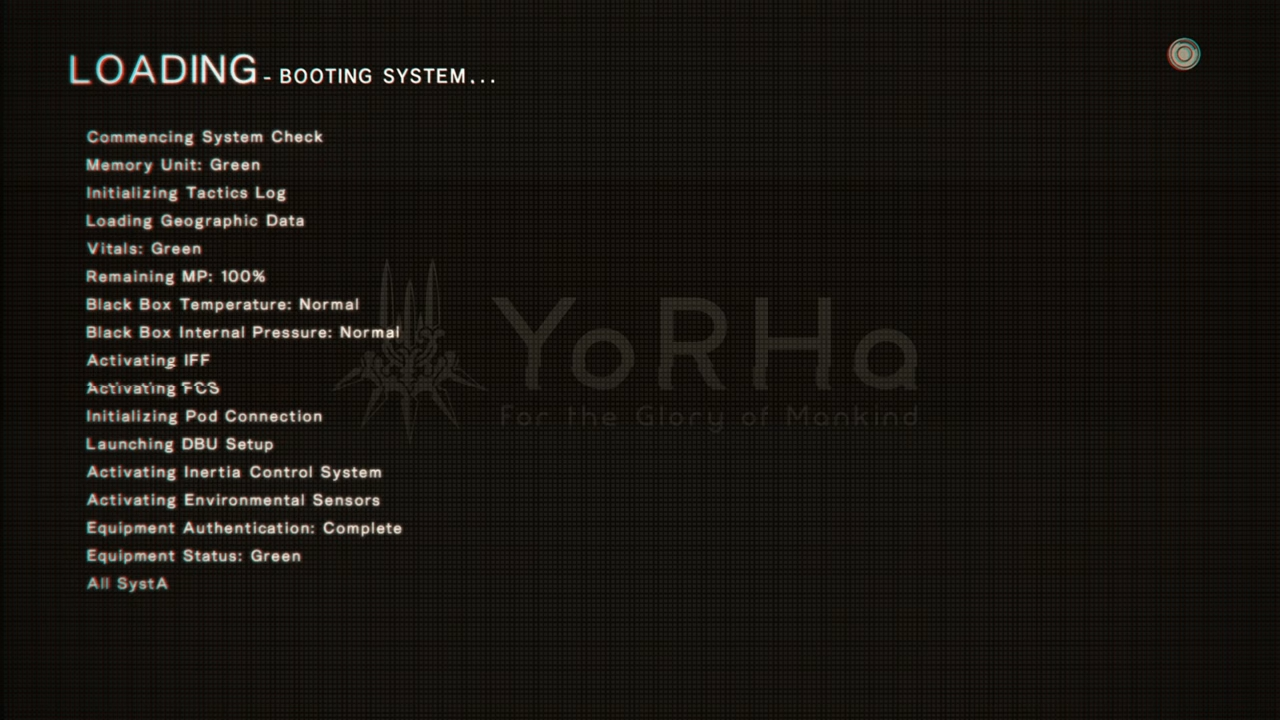 LOADING - BOOTING SYSTEM...
Commencing System Check
Memory Unit: Green
Initializing Tactics Log
Loading Geographic Data
Vitals: Green
Remaining MP: 100%
Black Box Temperature: Normal
Black Box Internal Pressure: Normal
Activating IFF
Activating FCS
Initializing Pod Connection
Launching DBU Setup
Activating Inertia Control System
Activating Environmental Sensors
Equipment Authentication: Complete
Equipment Status: Green
All SystA
YoRHa
For the Glory of Mankind